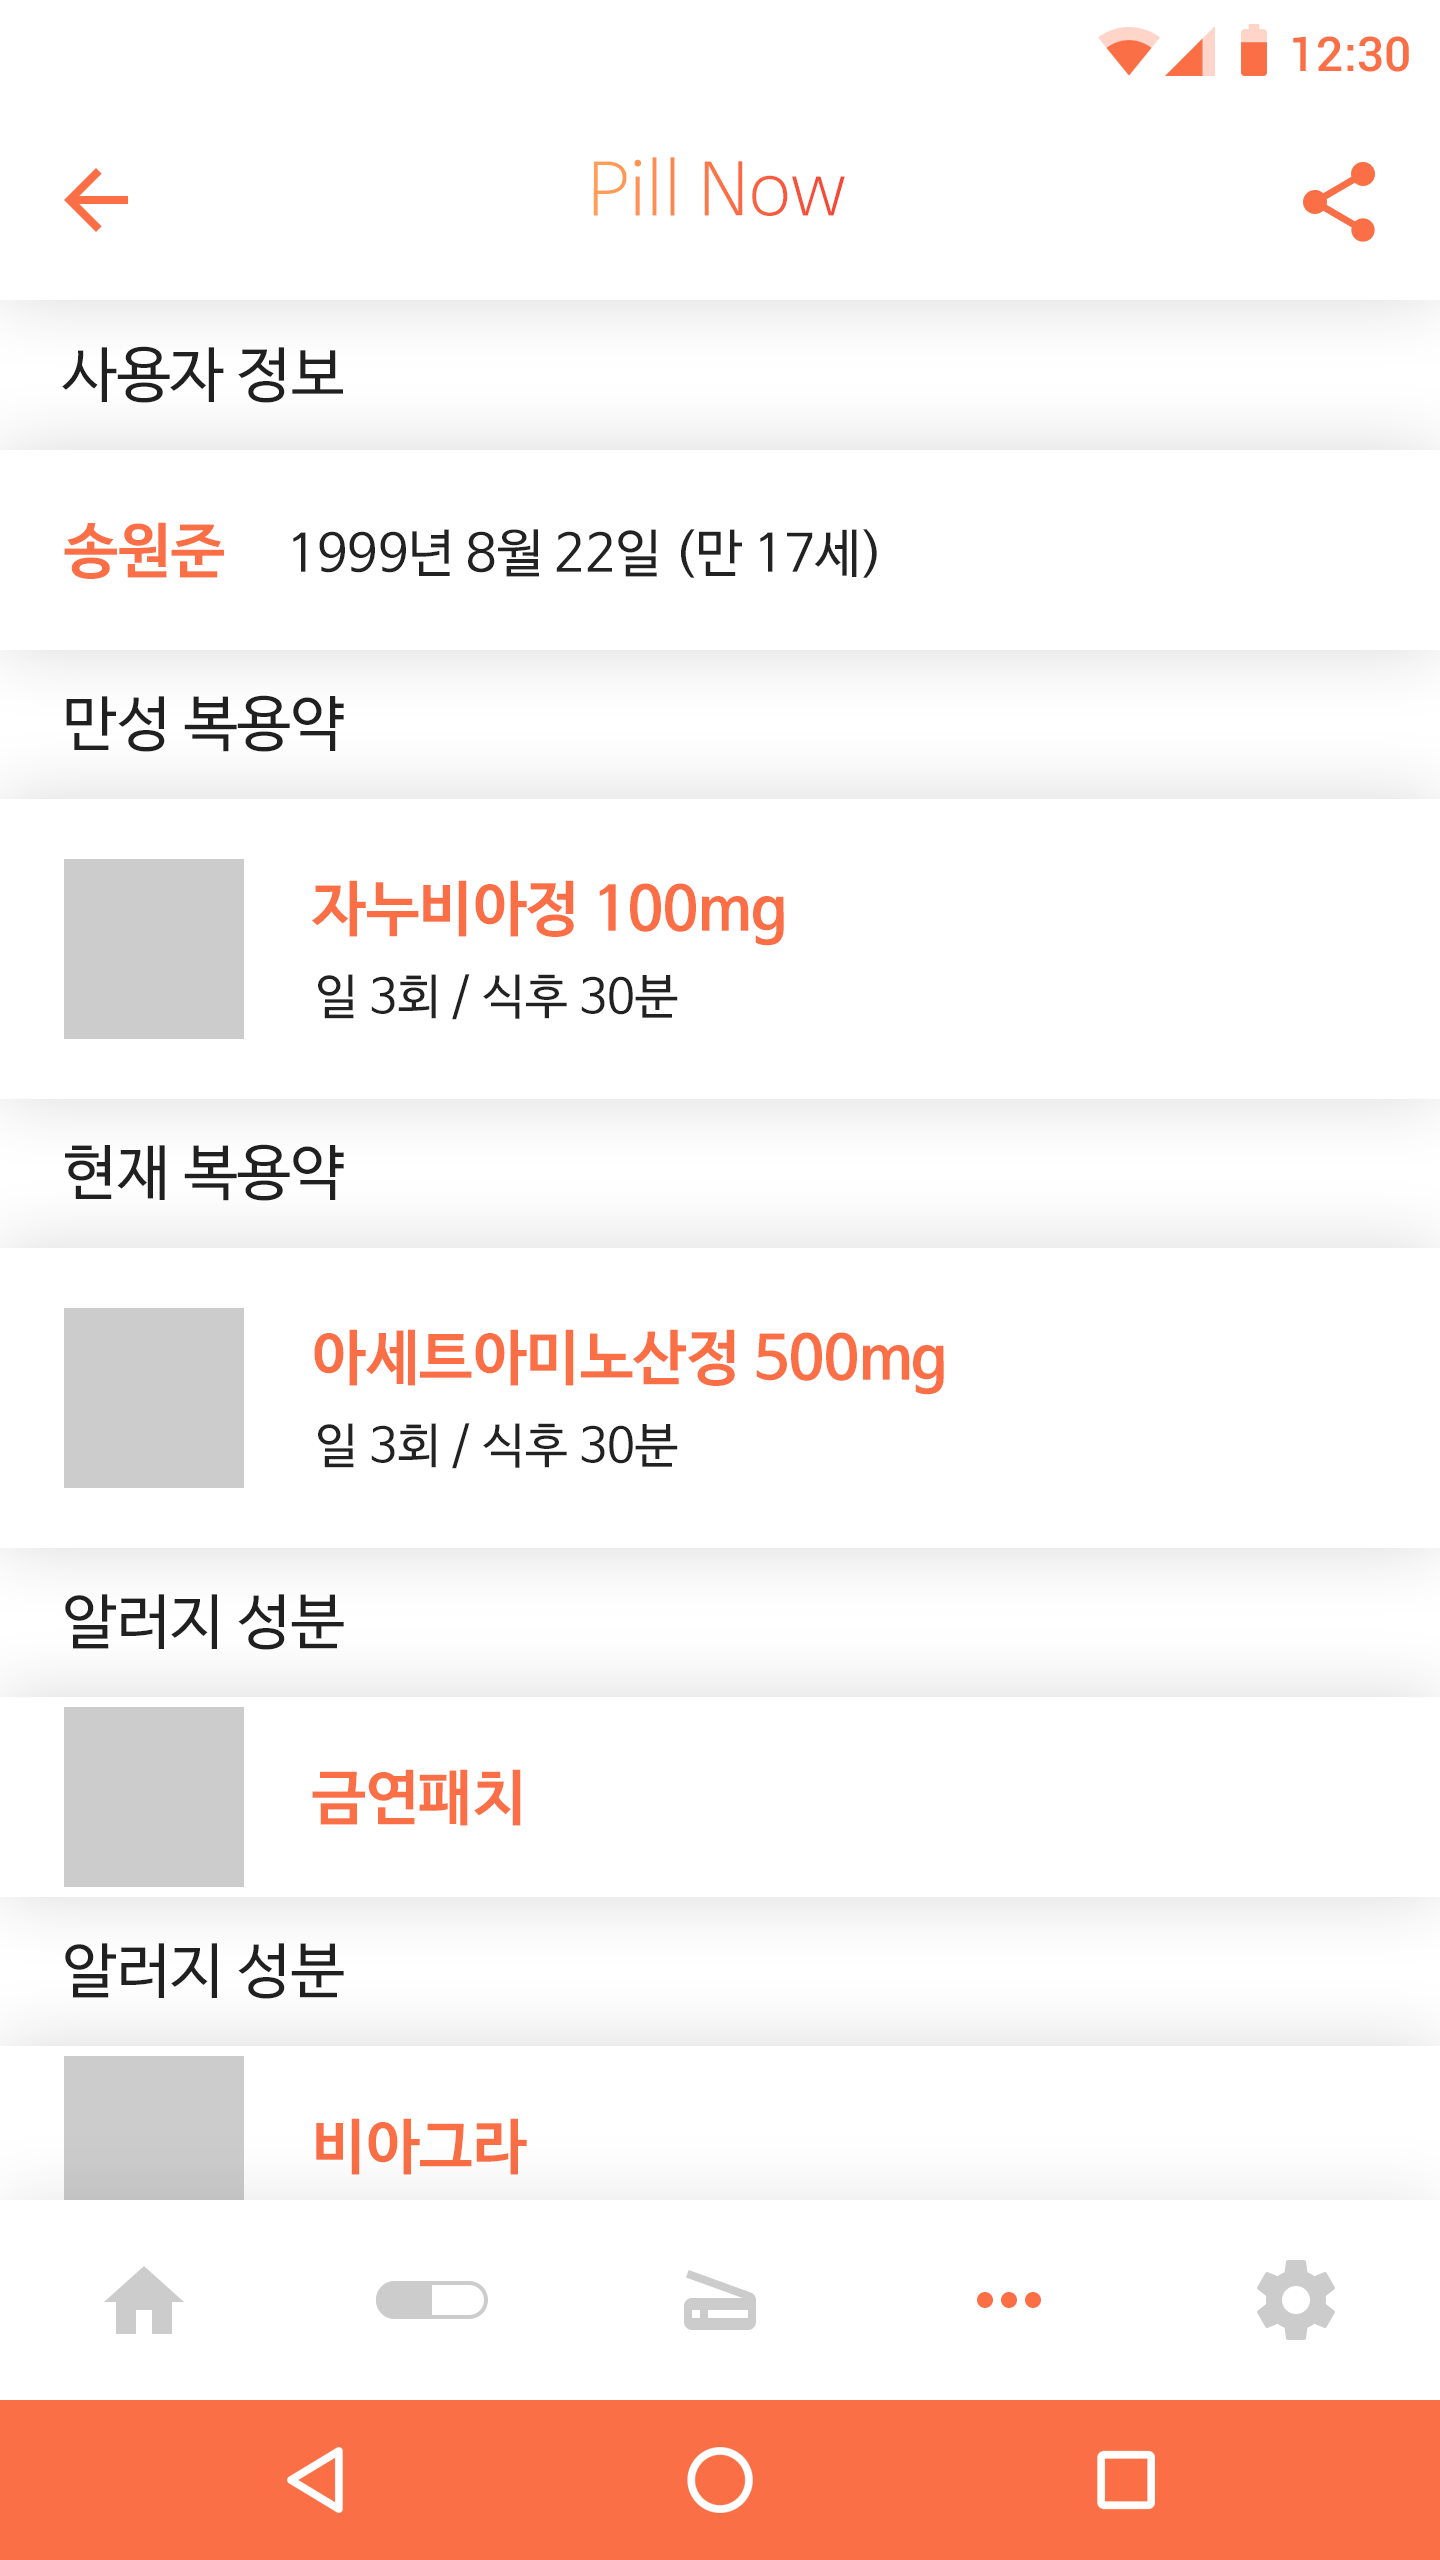 12:30
Pill Now
사용자 정보
송원준 1999년 8월 22일 (만 17세)
만성 복용약
자누비아정 100mg
일 3회 / 식후 30분
현재 복용약
아세트아미노산정 500mg
일 3회 / 식후 30분
알러지 성분
금연패치
알러지 성분
비아그라